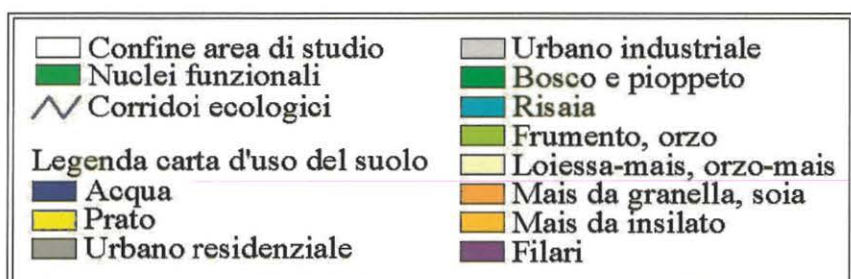 Confine area di studio
Nuclei funzionali
Corridoi ecologici
Legenda carta d'uso del suolo
Acqua
Prato
Urbano residenziale
Urbano industriale
Bosco e pioppeto
Risaia
Frumento, orzo
Loiessa-mais, orzo-mais
Mais da granella, soia
Mais da insilato
Filari